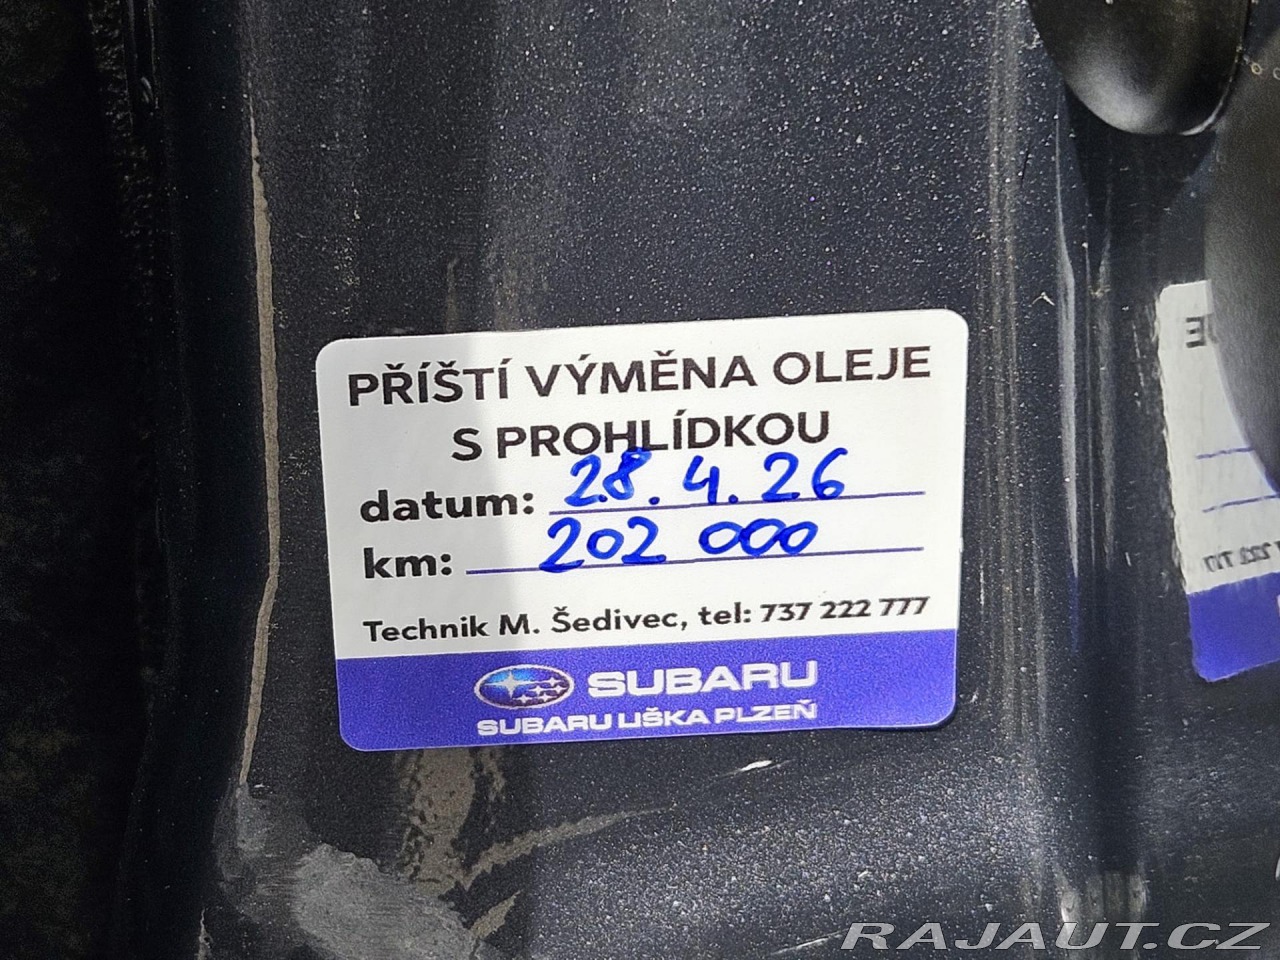 PŘÍŠTÍ VÝMĚNA OLEJE
S PROHLÍDKOU
datum: 28.4.26
km: 202 000
Technik M. Šedivec, tel: 737 222 777
SUBARU
SUBARU LIŠKA PLZEŇ
RAJAUT.CZ